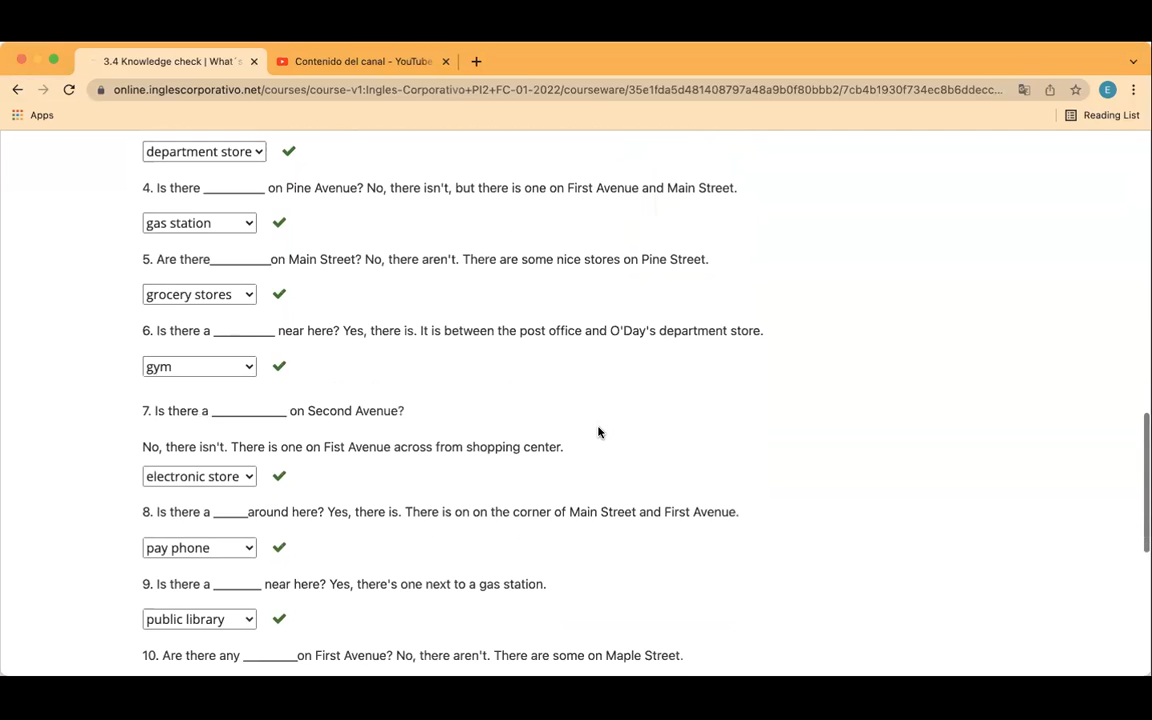 3.4 Knowledge check | What´s
Contenido del canal - YouTube
online.inglescorporativo.net/courses/course-v1:Ingles-Corporativo+PI2+FC-01-2022/courseware/35e1fda5d481408797a48a9b0f80bbb2/7cb4b1930f734ec8b6ddecc...
E
Apps
Reading List
department store
4. Is there __________ on Pine Avenue? No, there isn't, but there is one on First Avenue and Main Street.
gas station
5. Are there__________on Main Street? No, there aren't. There are some nice stores on Pine Street.
grocery stores
6. Is there a __________ near here? Yes, there is. It is between the post office and O'Day's department store.
gym
7. Is there a ____________ on Second Avenue?
No, there isn't. There is one on Fist Avenue across from shopping center.
electronic store
8. Is there a ______around here? Yes, there is. There is on on the corner of Main Street and First Avenue.
pay phone
9. Is there a ________ near here? Yes, there's one next to a gas station.
public library
10. Are there any _________on First Avenue? No, there aren't. There are some on Maple Street.